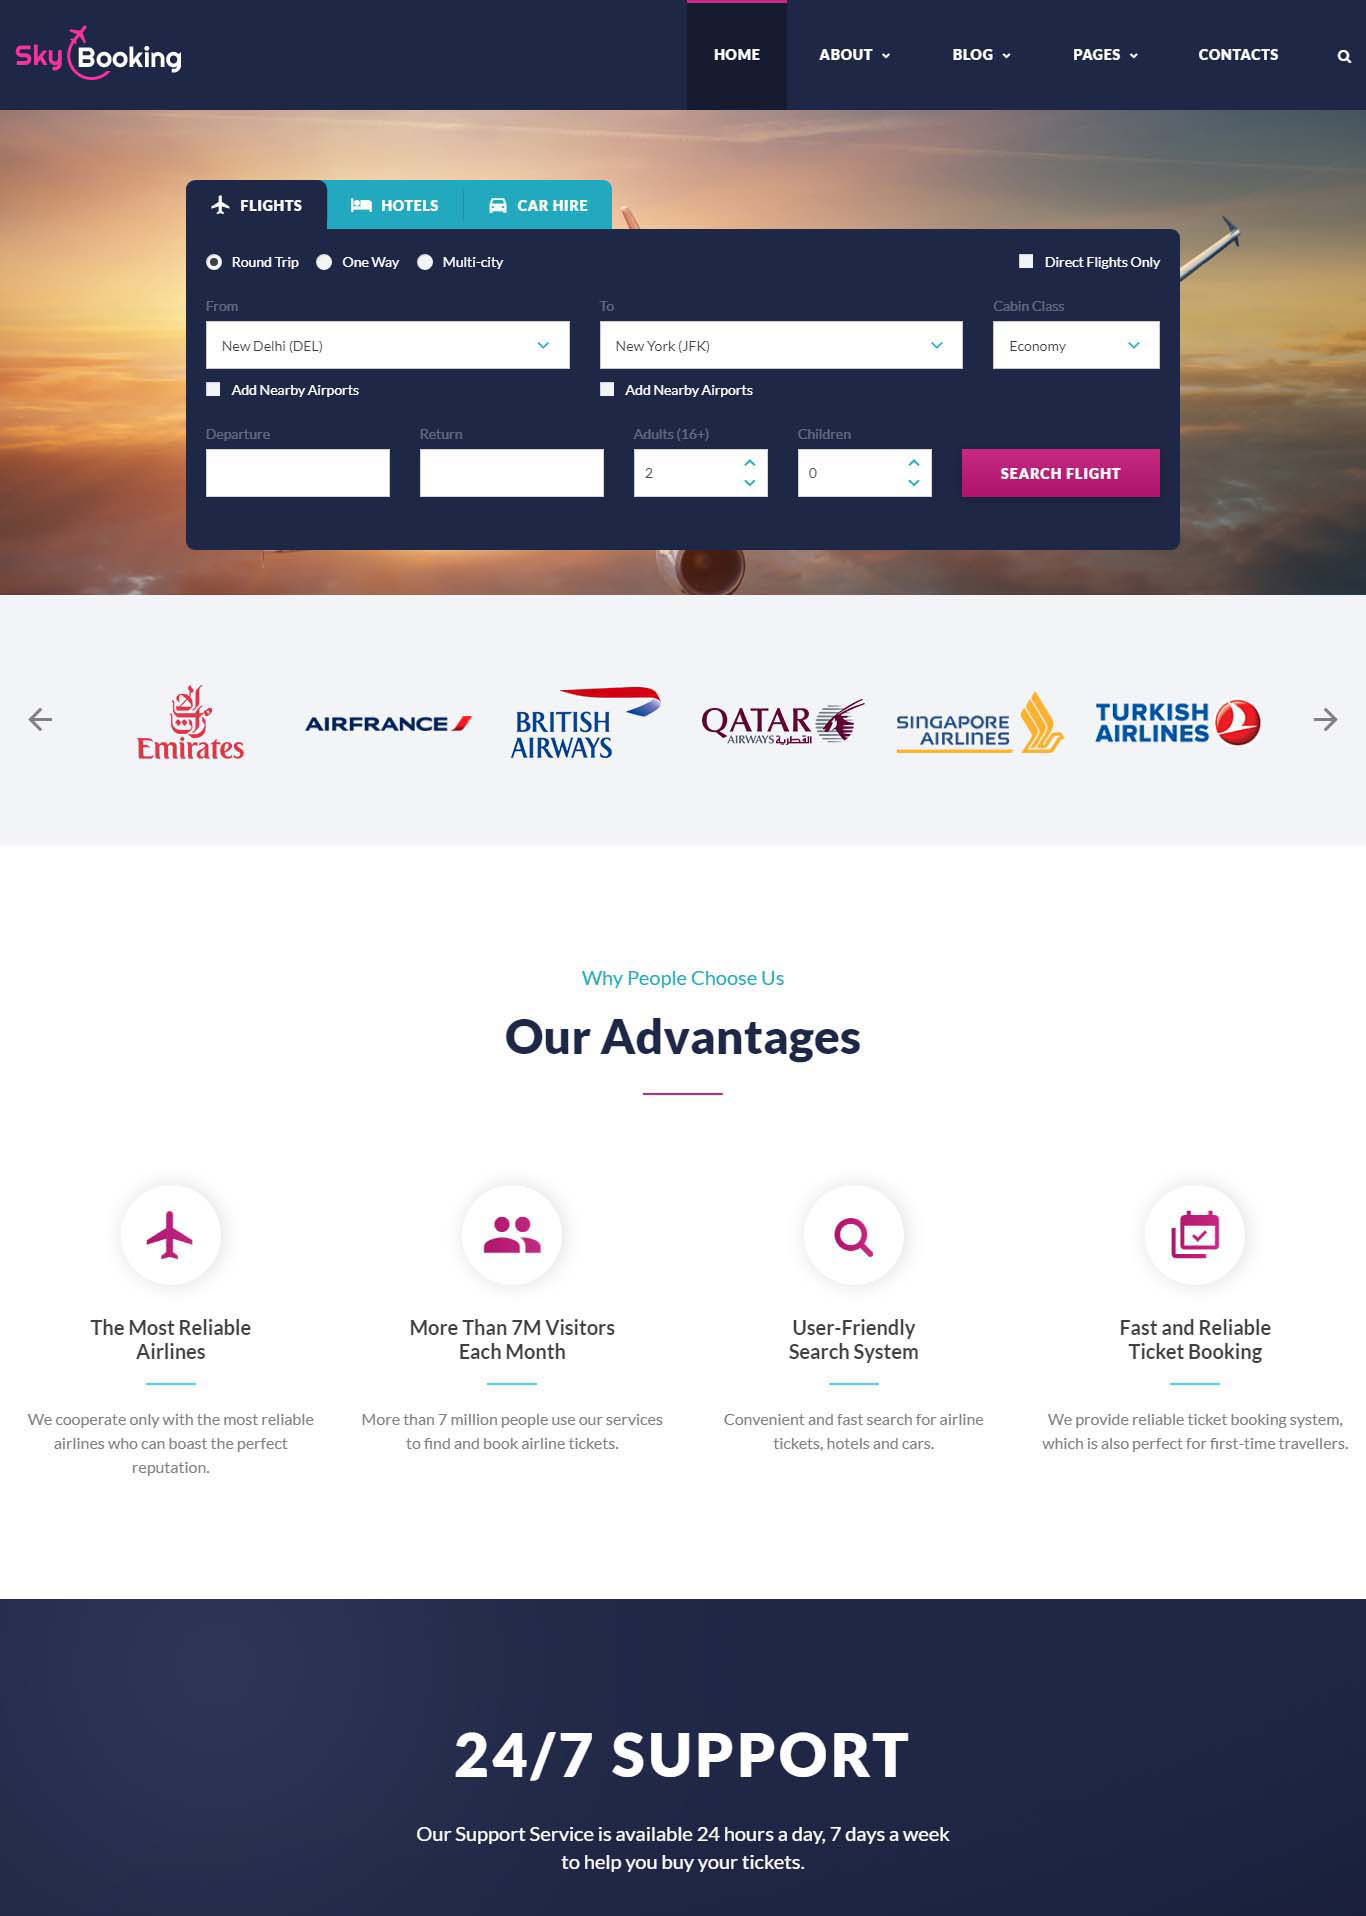 Sky Booking
HOME ABOUT BLOG PAGES CONTACTS
FLIGHTS HOTELS CAR HIRE
Round Trip One Way Multi-city Direct Flights Only
From To Cabin Class
New Delhi (DEL) New York (JFK) Economy
Add Nearby Airports Add Nearby Airports
Departure Return Adults (16+) Children
2 0 SEARCH FLIGHT
Emirates
AIRFRANCE
BRITISH
AIRWAYS
QATAR
AIRWAYS القطرية
SINGAPORE
AIRLINES
TURKISH
AIRLINES
Why People Choose Us
Our Advantages
The Most Reliable
Airlines
We cooperate only with the most reliable
airlines who can boast the perfect
reputation.
More Than 7M Visitors
Each Month
More than 7 million people use our services
to find and book airline tickets.
User-Friendly
Search System
Convenient and fast search for airline
tickets, hotels and cars.
Fast and Reliable
Ticket Booking
We provide reliable ticket booking system,
which is also perfect for first-time travellers.
24/7 SUPPORT
Our Support Service is available 24 hours a day, 7 days a week
to help you buy your tickets.